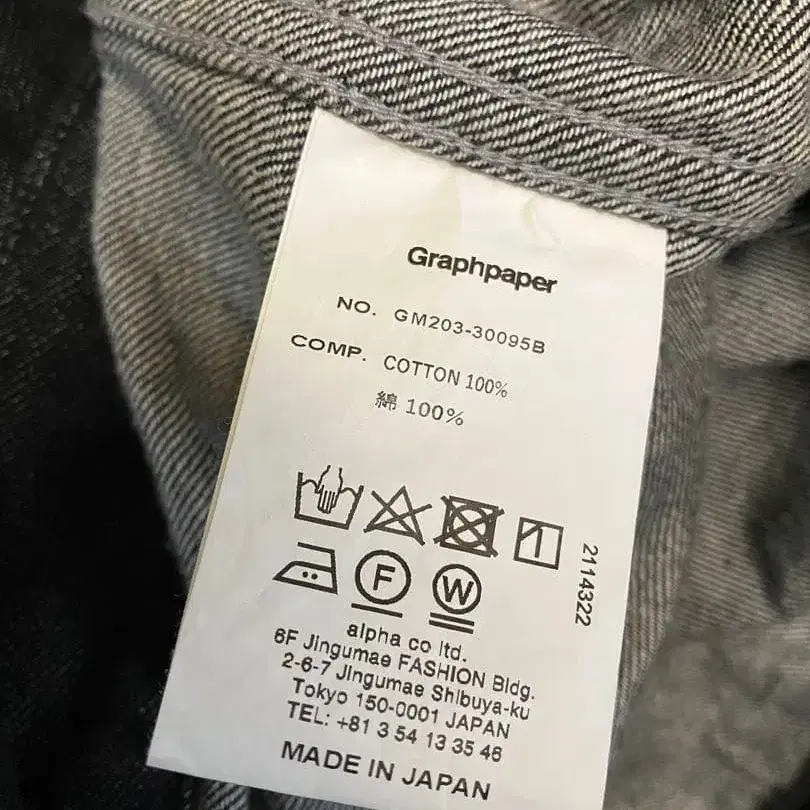 Graphpaper
NO. GM203-30095B
COMP. COTTON 100%
綿 100%
2114322
F W
alpha co ltd.
6F Jingumae FASHION Bldg.
2-6-7 Jingumae Shibuya-ku
Tokyo 150-0001 JAPAN
TEL: +81 3 54 13 35 46
MADE IN JAPAN